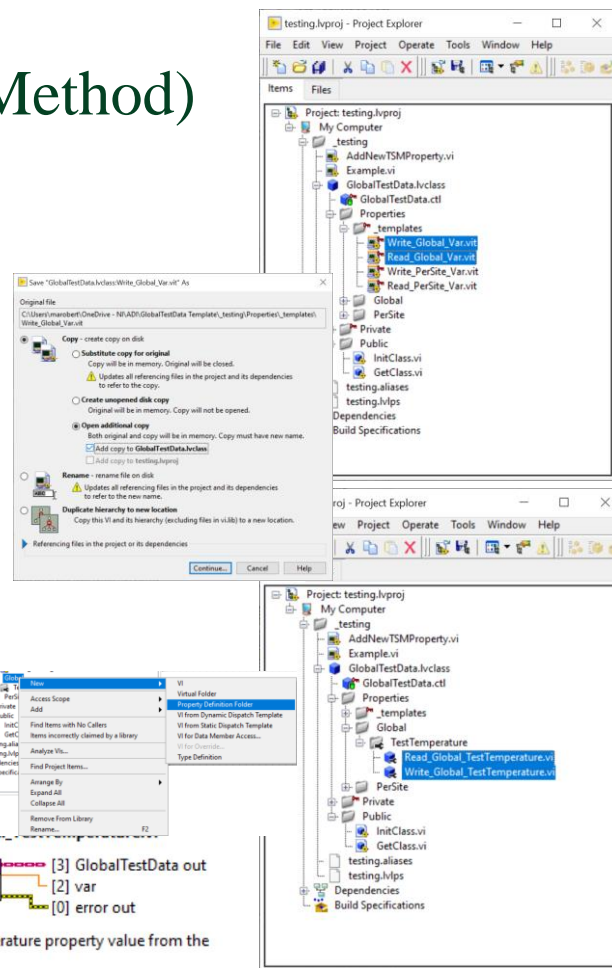 Method)
testing.lvproj - Project Explorer
File Edit View Project Operate Tools Window Help
Items Files
Project: testing.lvproj
My Computer
_testing
AddNewTSMProperty.vi
Example.vi
GlobalTestData.lvclass
GlobalTestData.ctl
Properties
_templates
Write_Global_Var.vit
Read_Global_Var.vit
Write_PerSite_Var.vit
Read_PerSite_Var.vit
Global
PerSite
Private
Public
InitClass.vi
GetClass.vi
testing.aliases
testing.lvlps
Dependencies
Build Specifications
Save "GlobalTestData.lvclass:Write_Global_Var.vit" As
Original file
C:\Users\marobert\OneDrive - NI\ADI\GlobalTestData Template\_testing\Properties\_templates\
Write_Global_Var.vit
Copy - create copy on disk
Substitute copy for original
Copy will be in memory. Original will be closed.
Updates all referencing files in the project and its dependencies
to refer to the copy.
Create unopened disk copy
Original will be in memory. Copy will not be opened.
Open additional copy
Both original and copy will be in memory. Copy must have new name.
Add copy to GlobalTestData.lvclass
Add copy to testing.lvproj
Rename - rename file on disk
Updates all referencing files in the project and its dependencies
to refer to the new name.
Duplicate hierarchy to new location
Copy this VI and its hierarchy (excluding files in vi.lib) to a new location.
Referencing files in the project or its dependencies
Continue... Cancel Help
roj - Project Explorer
ew Project Operate Tools Window Help
Project: testing.lvproj
My Computer
_testing
AddNewTSMProperty.vi
Example.vi
GlobalTestData.lvclass
GlobalTestData.ctl
Properties
_templates
Global
TestTemperature
Read_Global_TestTemperature.vi
Write_Global_TestTemperature.vi
PerSite
Private
Public
InitClass.vi
GetClass.vi
testing.aliases
testing.lvlps
Dependencies
Build Specifications
New
Access Scope
Add
Find Items with No Callers
Items incorrectly claimed by a library
Analyze VIs...
Find Project Items...
Arrange By
Expand All
Collapse All
Remove From Library
Rename... F2
VI
Virtual Folder
Property Definition Folder
VI from Dynamic Dispatch Template
VI from Static Dispatch Template
VI for Data Member Access...
VI for Override...
Type Definition
[3] GlobalTestData out
[2] var
[0] error out
rature property value from the